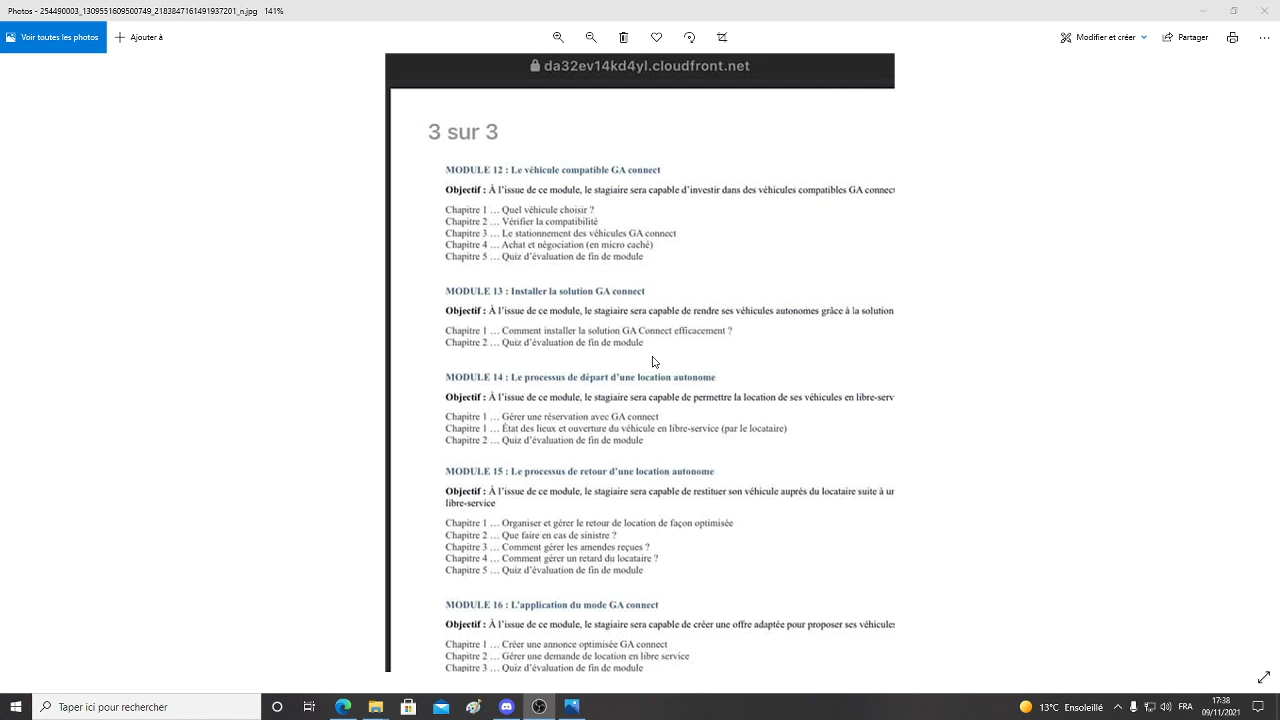 Photos - 254490003_1309551609500749_2183847161491937201_n.jpg - 141%
Voir toutes les photos
Ajouter à
Modifier et créer
Partager
da32ev14kd4yl.cloudfront.net
3 sur 3
MODULE 12 : Le véhicule compatible GA connect
Objectif : À l'issue de ce module, le stagiaire sera capable d'investir dans des véhicules compatibles GA connect
Chapitre 1 … Quel véhicule choisir ?
Chapitre 2 … Vérifier la compatibilité
Chapitre 3 … Le stationnement des véhicules GA connect
Chapitre 4 … Achat et négociation (en micro caché)
Chapitre 5 … Quiz d'évaluation de fin de module
MODULE 13 : Installer la solution GA connect
Objectif : À l'issue de ce module, le stagiaire sera capable de rendre ses véhicules autonomes grâce à la solution
Chapitre 1 … Comment installer la solution GA Connect efficacement ?
Chapitre 2 … Quiz d'évaluation de fin de module
MODULE 14 : Le processus de départ d'une location autonome
Objectif : À l'issue de ce module, le stagiaire sera capable de permettre la location de ses véhicules en libre-serv
Chapitre 1 … Gérer une réservation avec GA connect
Chapitre 1 … État des lieux et ouverture du véhicule en libre-service (par le locataire)
Chapitre 2 … Quiz d'évaluation de fin de module
MODULE 15 : Le processus de retour d'une location autonome
Objectif : À l'issue de ce module, le stagiaire sera capable de restituer son véhicule auprès du locataire suite à un
libre-service
Chapitre 1 … Organiser et gérer le retour de location de façon optimisée
Chapitre 2 … Que faire en cas de sinistre ?
Chapitre 3 … Comment gérer les amendes reçues ?
Chapitre 4 … Comment gérer un retard du locataire ?
Chapitre 5 … Quiz d'évaluation de fin de module
MODULE 16 : L'application du mode GA connect
Objectif : À l'issue de ce module, le stagiaire sera capable de créer une offre adaptée pour proposer ses véhicules
Chapitre 1 … Créer une annonce optimisée GA connect
Chapitre 2 … Gérer une demande de location en libre service
Chapitre 3 … Quiz d'évaluation de fin de module
Taper ici pour rechercher
13°C Ensoleillé
FRA
17:38
09/11/2021